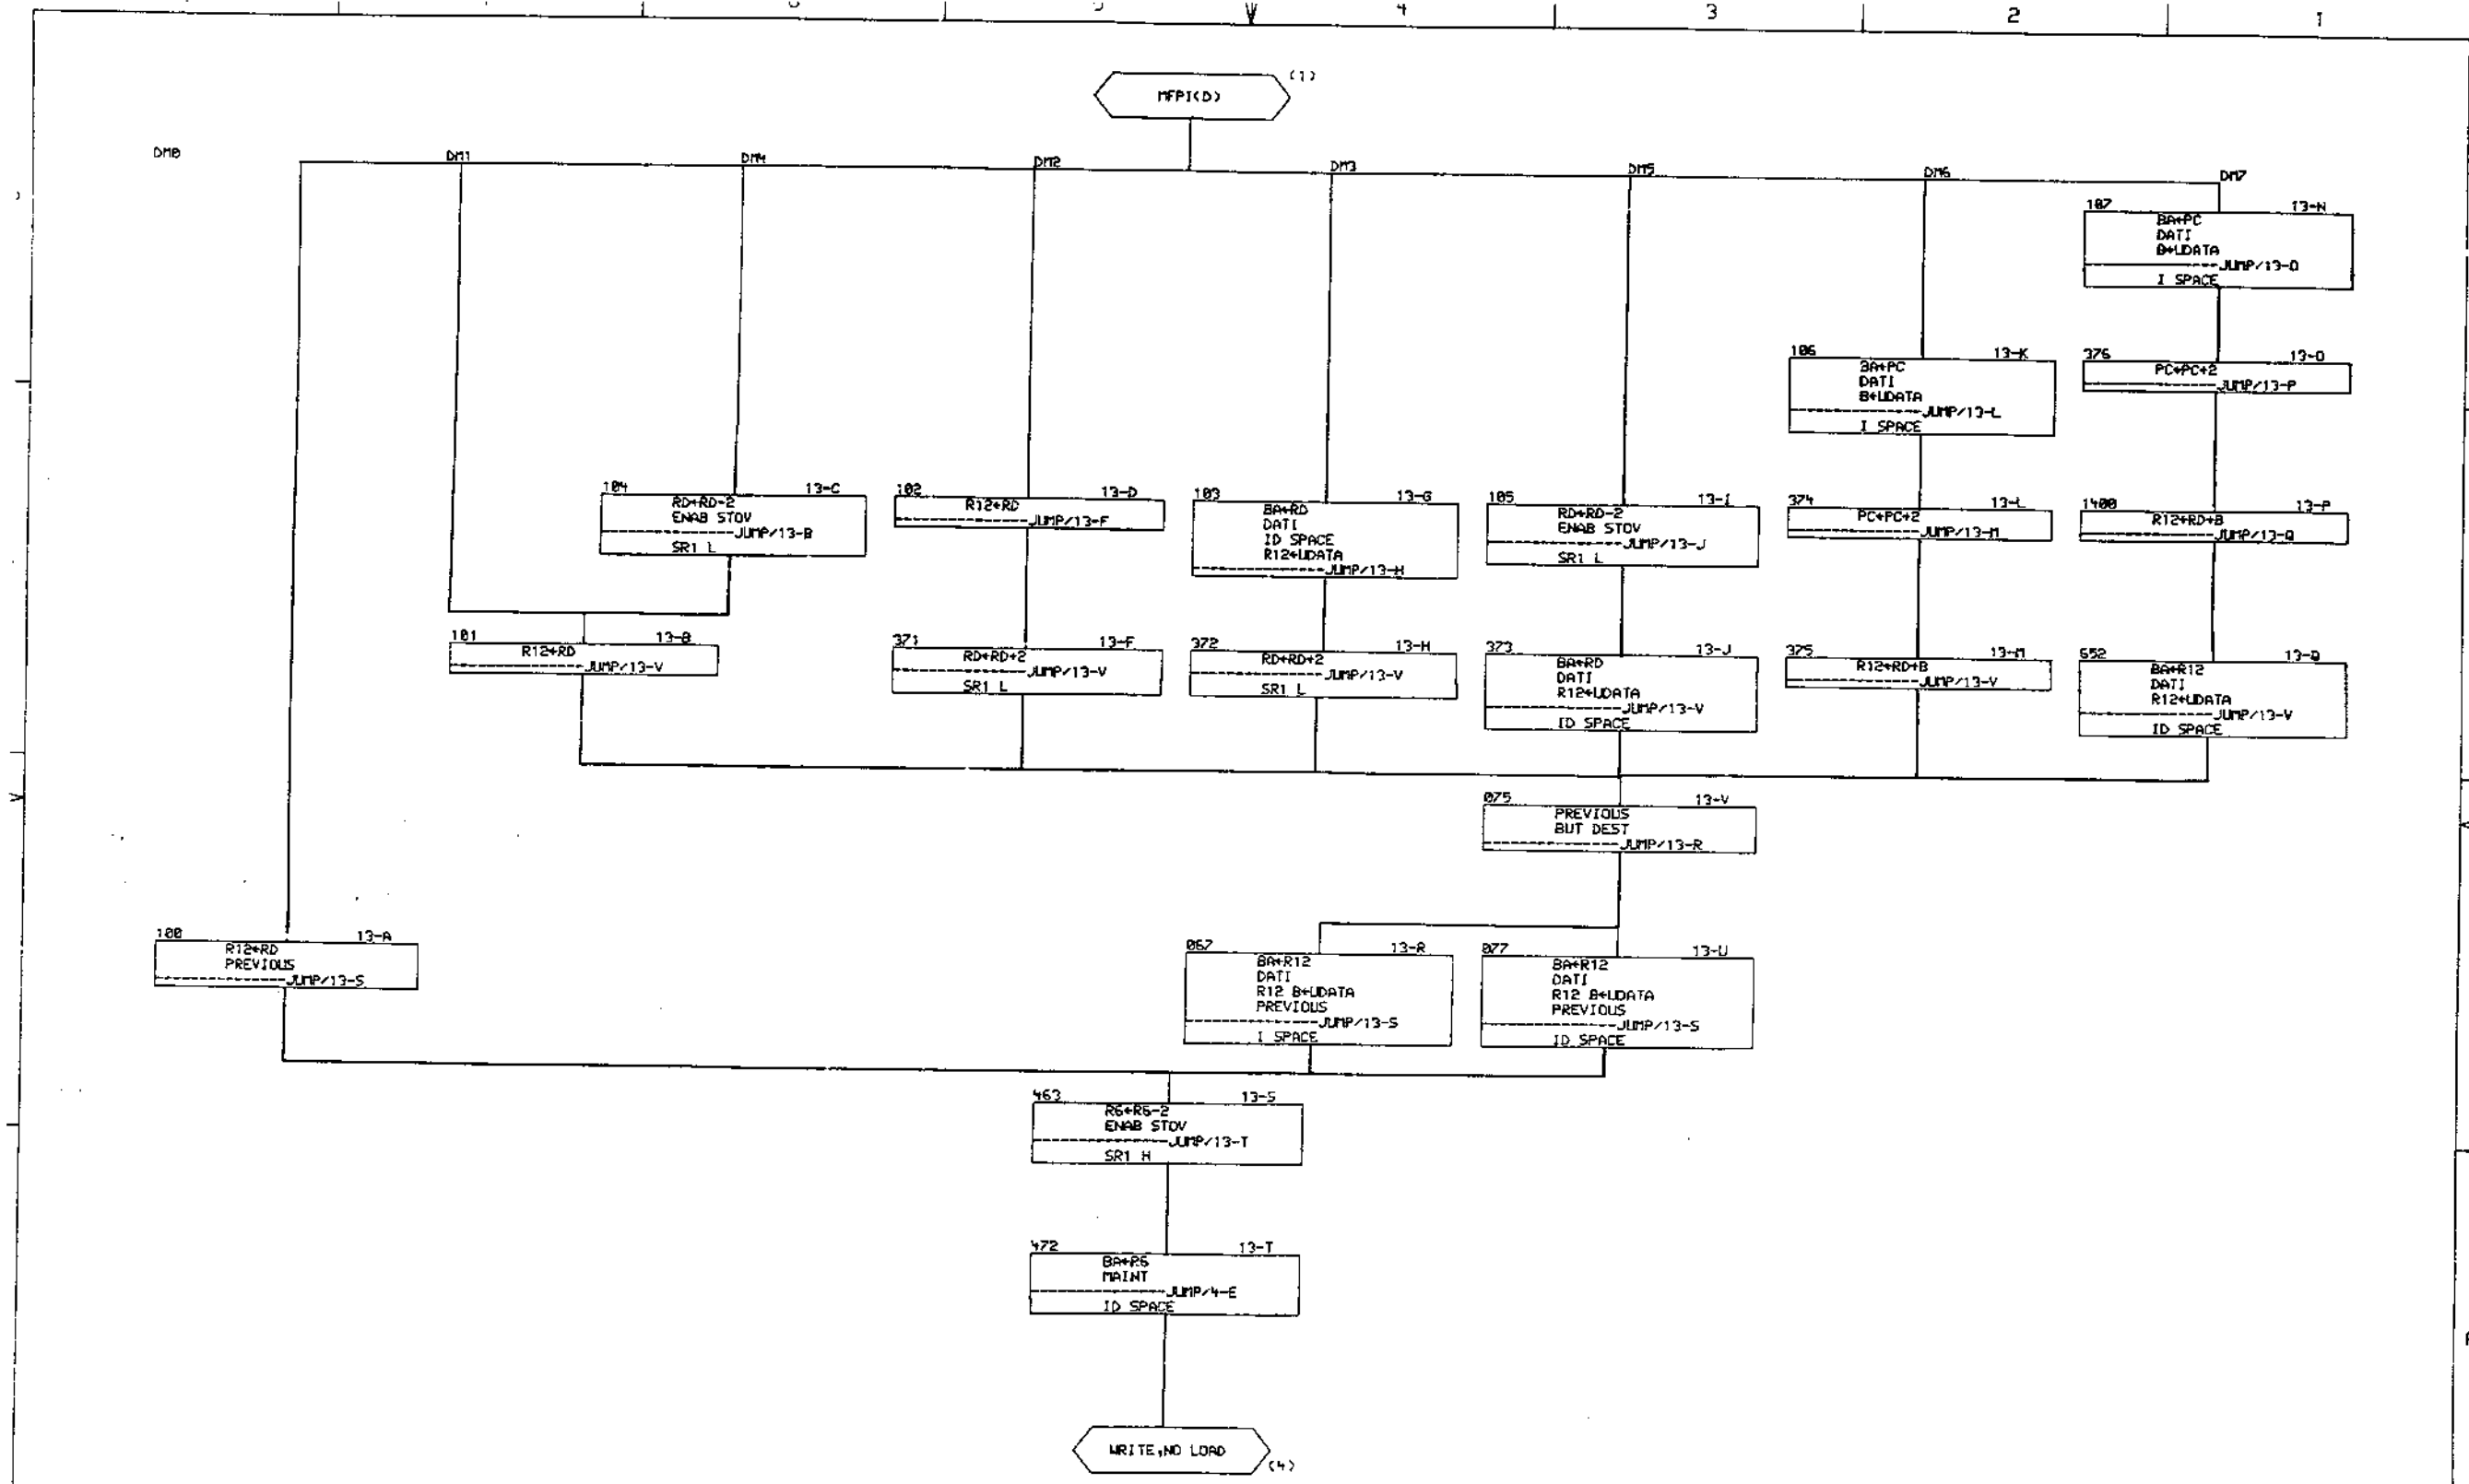 4
3
2
1
(1)
MFPI(D)
DM0
DM1
DM4
DM2
DM3
DM5
DM6
DM7
107 13-N
BA←PC
DATI
B←UDATA
JUMP/13-O
I SPACE
106 13-K
BA←PC
DATI
B←UDATA
JUMP/13-L
I SPACE
376 13-O
PC←PC+2
JUMP/13-P
104 13-C
RD←RD-2
ENAB STOV
JUMP/13-B
SR1 L
102 13-D
R12←RD
JUMP/13-F
103 13-G
BA←RD
DATI
ID SPACE
R12←UDATA
JUMP/13-H
105 13-I
RD←RD-2
ENAB STOV
JUMP/13-J
SR1 L
374 13-L
PC←PC+2
JUMP/13-M
1400 13-P
R12←RD+B
JUMP/13-Q
101 13-B
R12←RD
JUMP/13-V
371 13-F
RD←RD+2
JUMP/13-V
SR1 L
372 13-H
RD←RD+2
JUMP/13-V
SR1 L
373 13-J
BA←RD
DATI
R12←UDATA
JUMP/13-V
ID SPACE
375 13-M
R12←RD+B
JUMP/13-V
652 13-Q
BA←R12
DATI
R12←UDATA
JUMP/13-V
ID SPACE
075 13-V
PREVIOUS
BUT DEST
JUMP/13-R
100 13-A
R12←RD
PREVIOUS
JUMP/13-S
067 13-R
BA←R12
DATI
R12 B←UDATA
PREVIOUS
JUMP/13-S
I SPACE
077 13-U
BA←R12
DATI
R12 B←UDATA
PREVIOUS
JUMP/13-S
ID SPACE
463 13-S
R6←R6-2
ENAB STOV
JUMP/13-T
SR1 H
472 13-T
BA←R6
MAINT
JUMP/4-E
ID SPACE
WRITE,NO LOAD
(4)